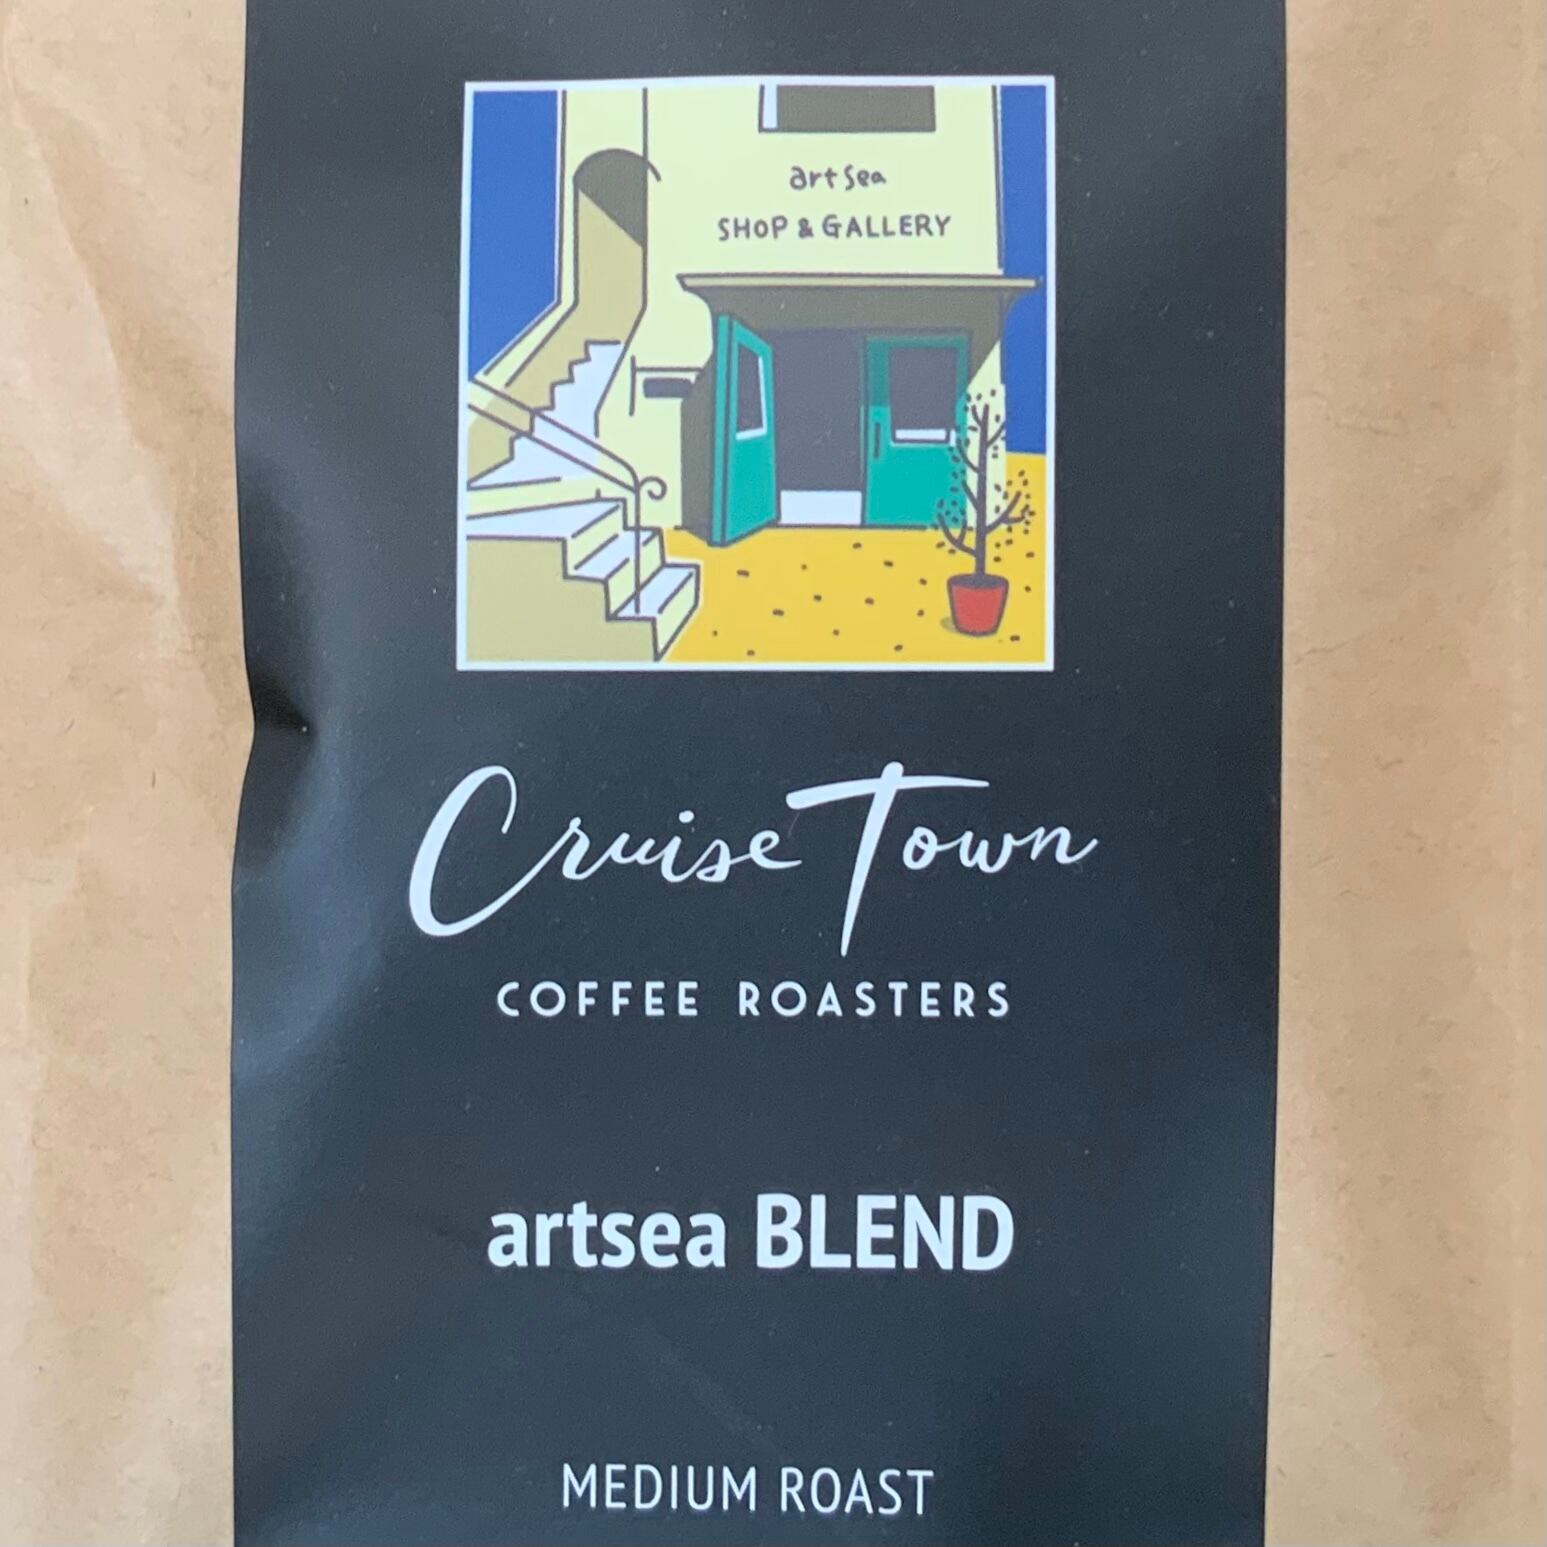 art sea
SHOP & GALLERY
Cruise Town
COFFEE ROASTERS
artsea BLEND
MEDIUM ROAST